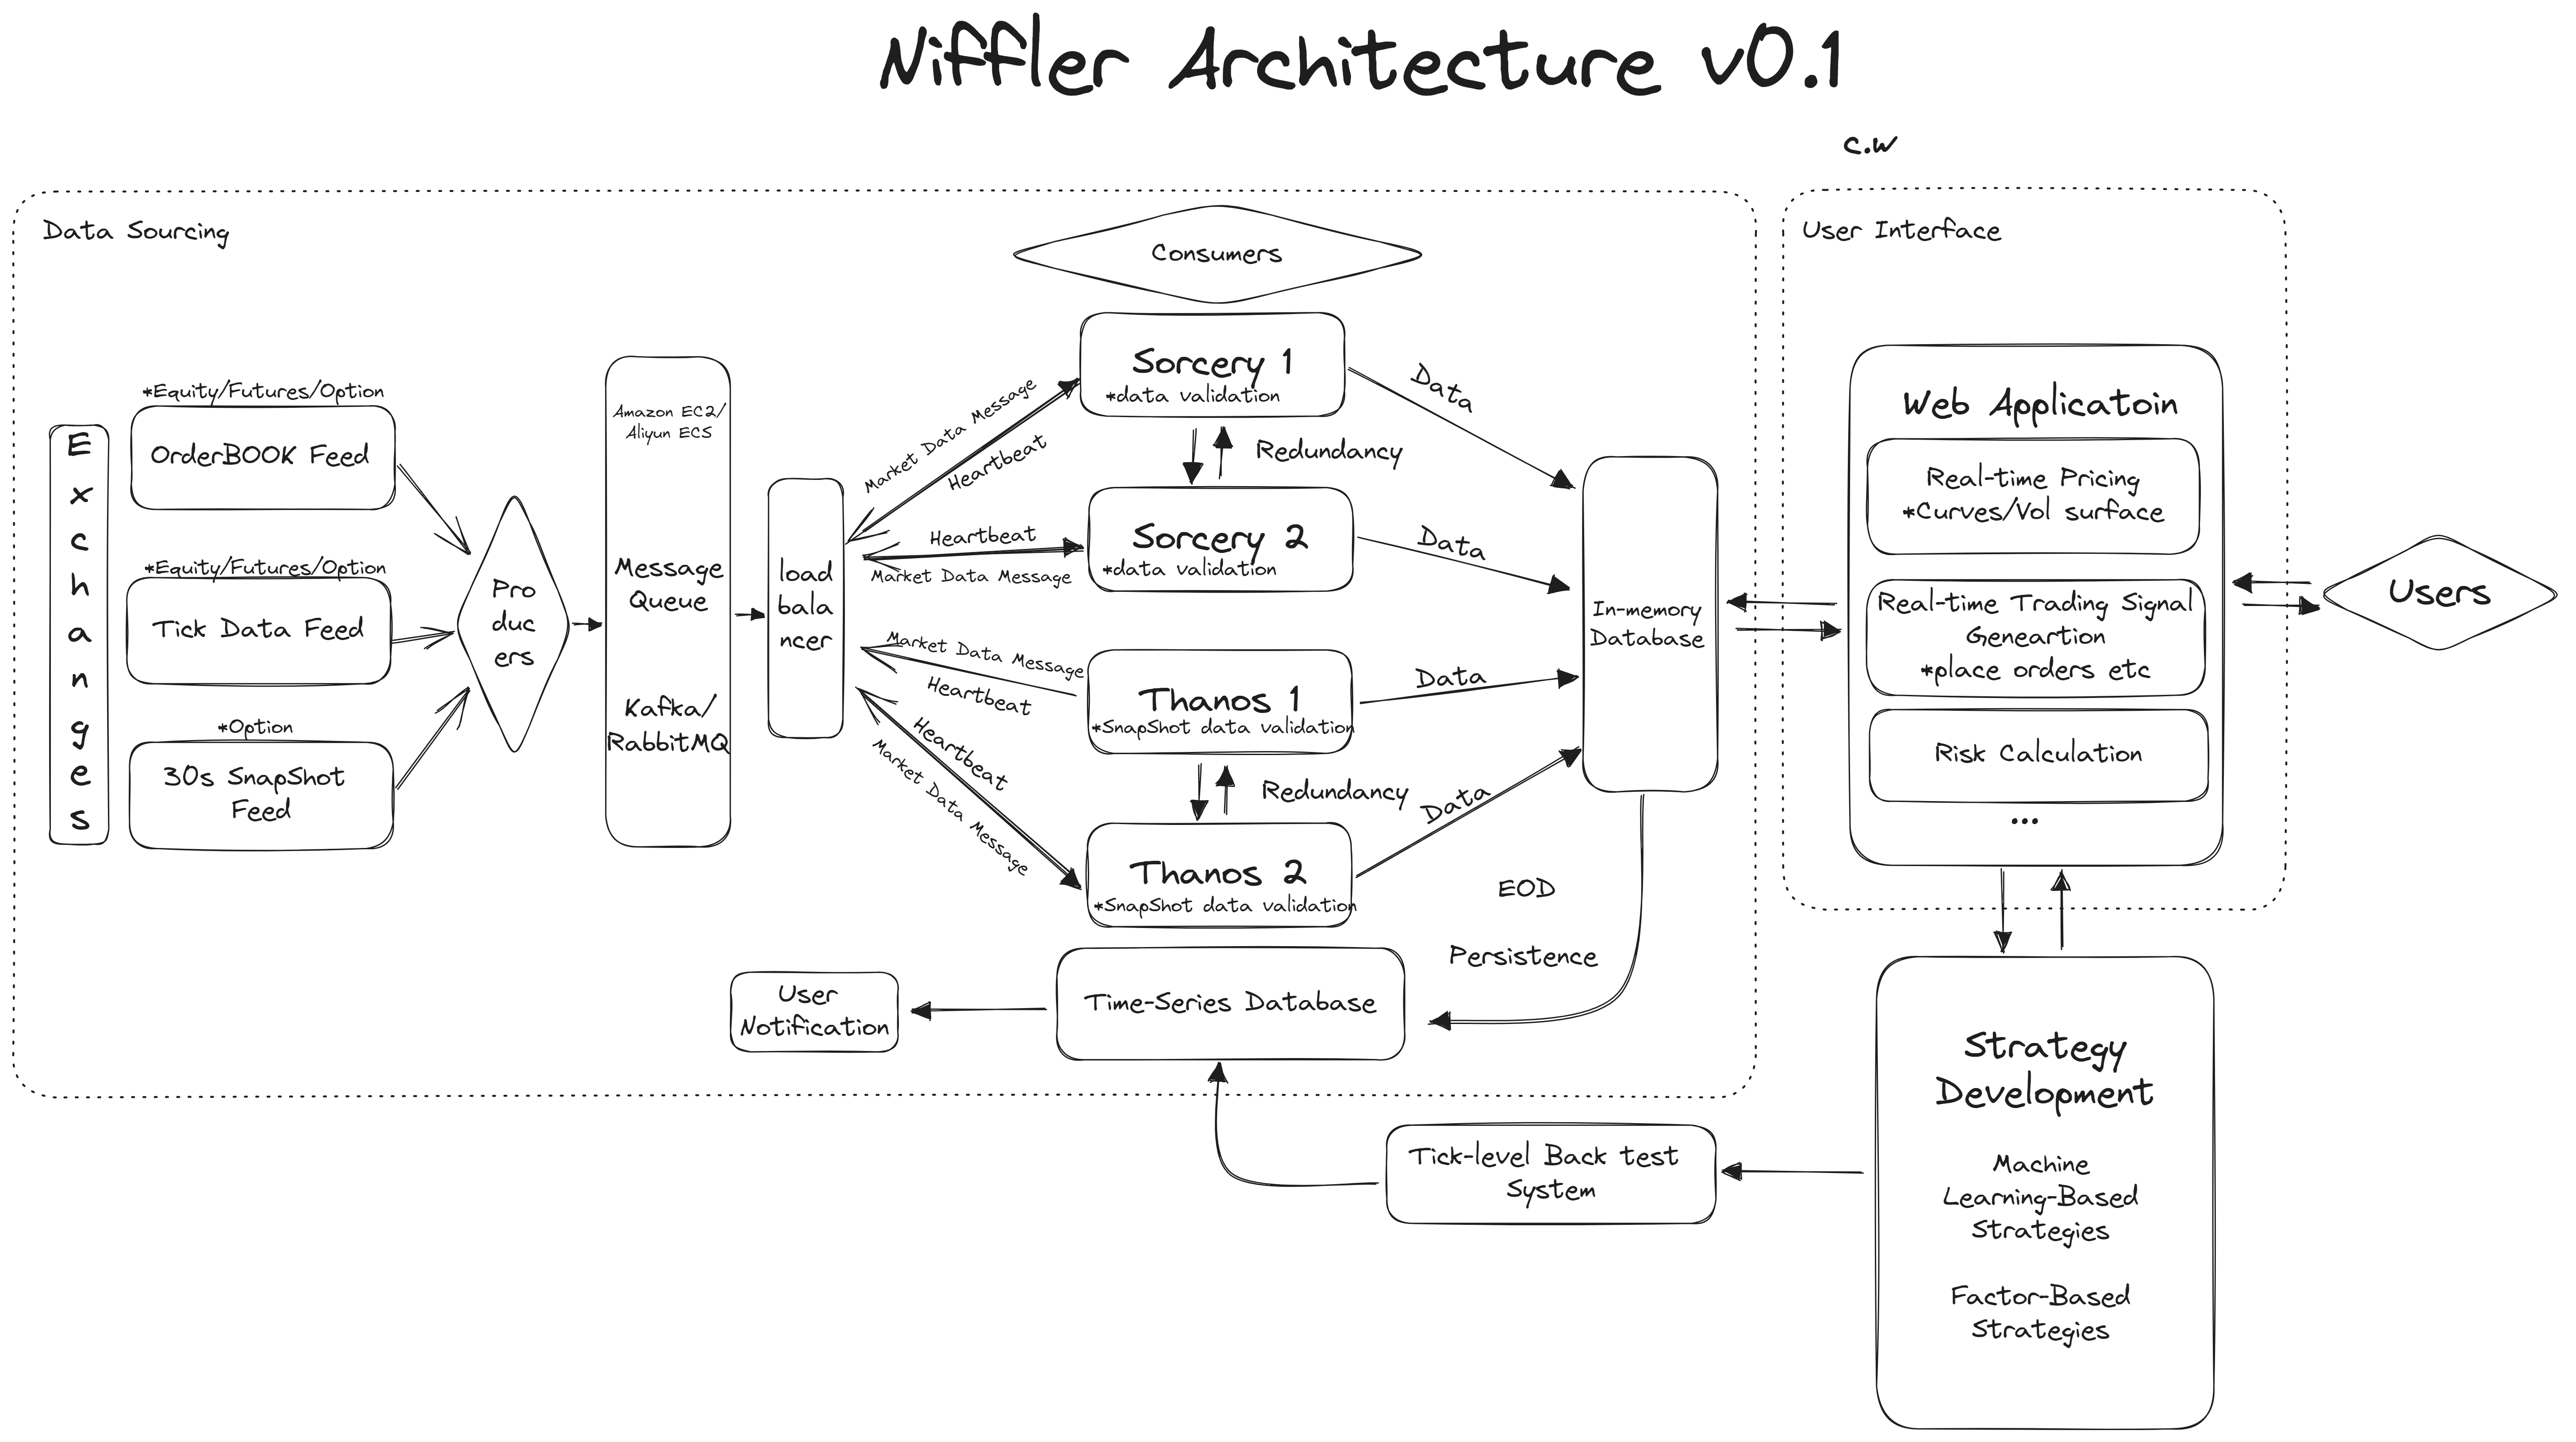 Niffler Architecture v0.1
c.w
Data Sourcing
User Interface
Consumers
E
x
c
h
a
n
g
e
s
*Equity/Futures/Option
OrderBOOK Feed
*Equity/Futures/Option
Tick Data Feed
*Option
30s SnapShot
Feed
Pro
duc
ers
Amazon EC2/
Aliyun ECS
Message
Queue
Kafka/
RabbitMQ
load
bala
ncer
Market Data Message
Heartbeat
Heartbeat
Market Data Message
Market Data Message
Heartbeat
Heartbeat
Market Data Message
Sorcery 1
*data validation
Redundancy
Sorcery 2
*data validation
Thanos 1
*SnapShot data validation
Redundancy
Thanos 2
*SnapShot data validation
Data
Data
Data
Data
In-memory
Database
EOD
Persistence
Time-Series Database
User
Notification
Web Applicatoin
Real-time Pricing
*Curves/Vol surface
Real-time Trading Signal
Geneartion
*place orders etc
Risk Calculation
...
Users
Strategy
Development
Machine
Learning-Based
Strategies
Factor-Based
Strategies
Tick-level Back test
System